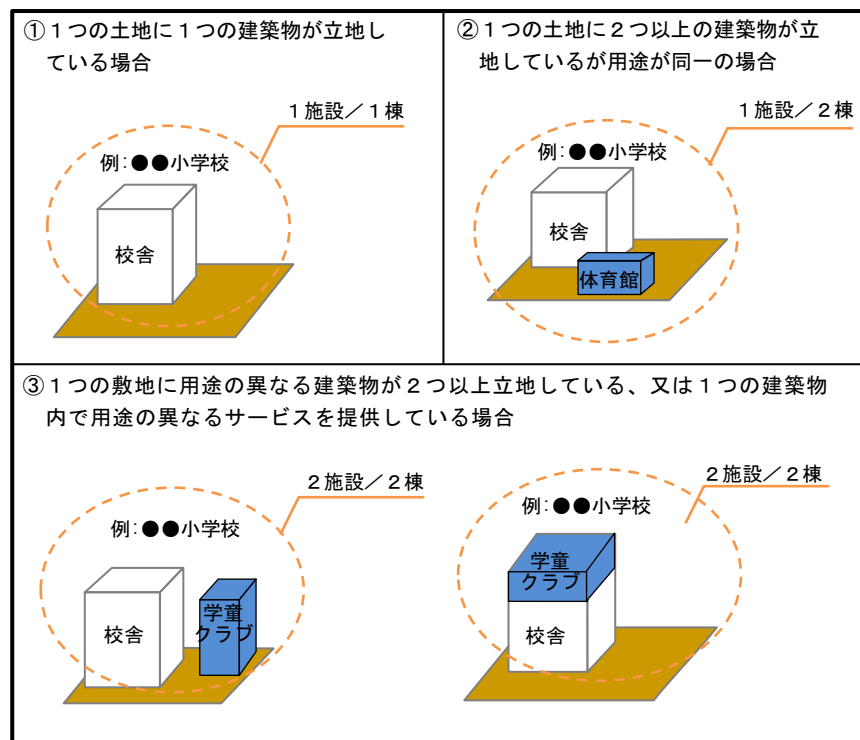 ①１つの土地に１つの建築物が立地し
ている場合
１施設／１棟
例：●●小学校
校舎
②１つの土地に２つ以上の建築物が立
地しているが用途が同一の場合
１施設／２棟
例：●●小学校
校舎
体育館
③１つの敷地に用途の異なる建築物が２つ以上立地している、又は１つの建築物
内で用途の異なるサービスを提供している場合
２施設／２棟
例：●●小学校
校舎
学童
クラブ
２施設／２棟
例：●●小学校
学童
クラブ
校舎